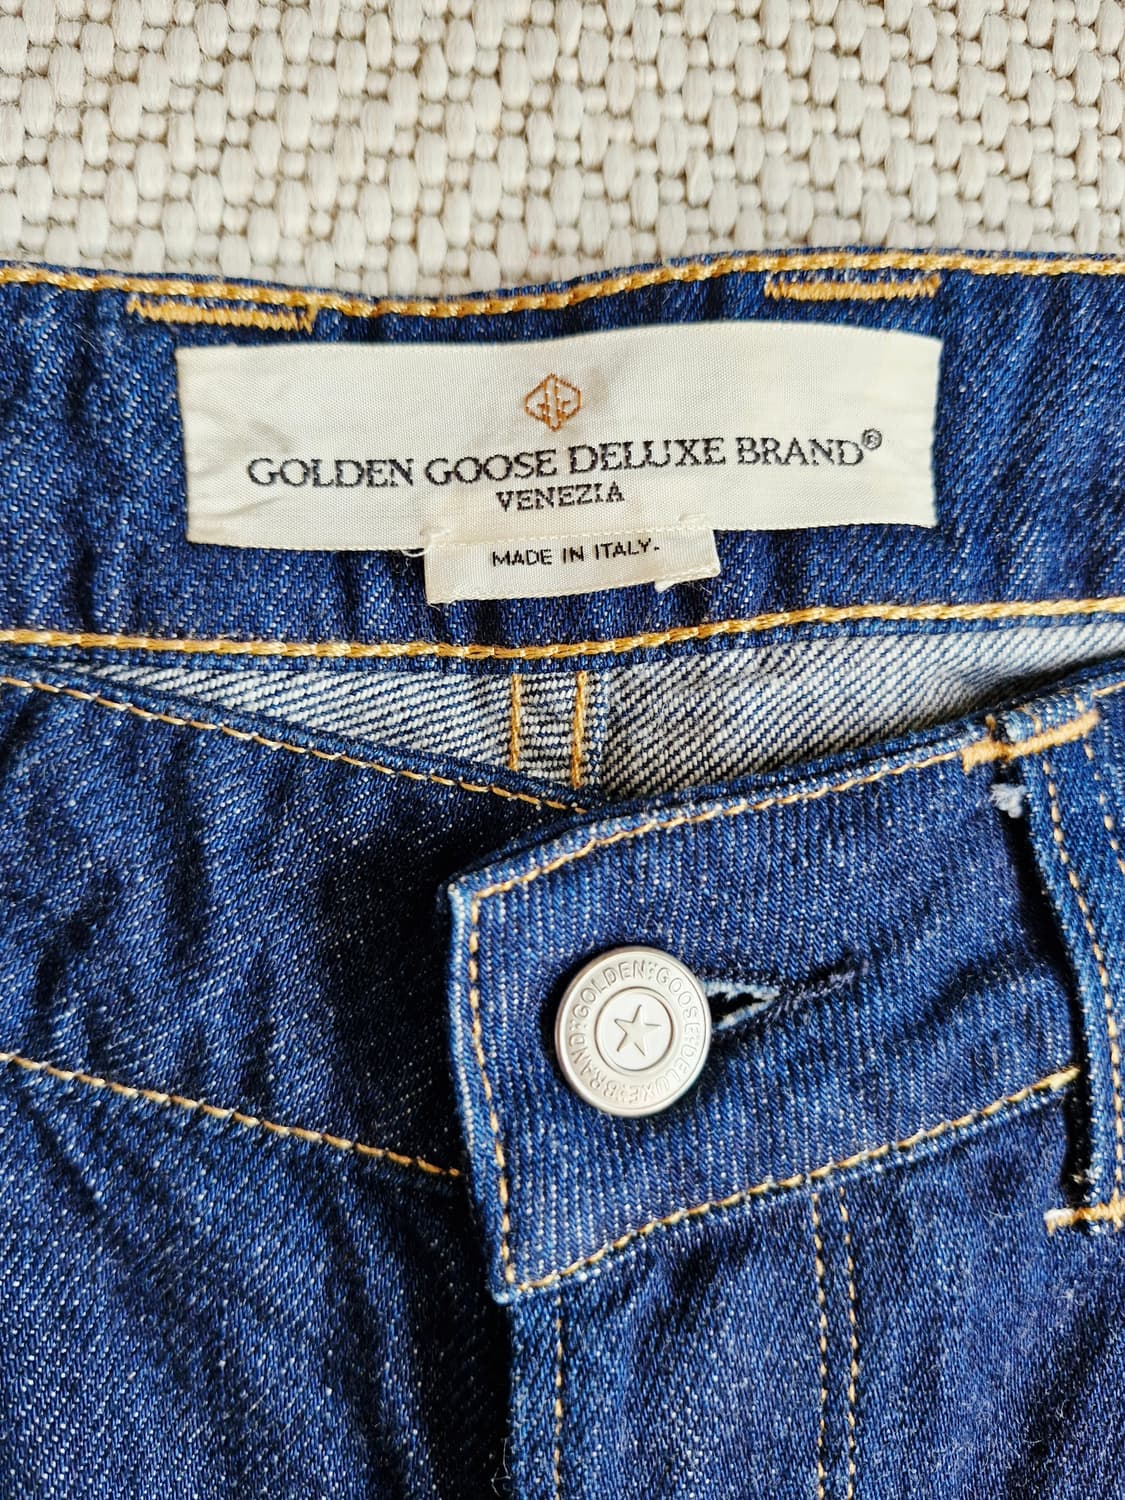 GOLDEN GOOSE DELUXE BRAND®
VENEZIA
MADE IN ITALY.
GOLDEN GOOSE DELUXE BRAND